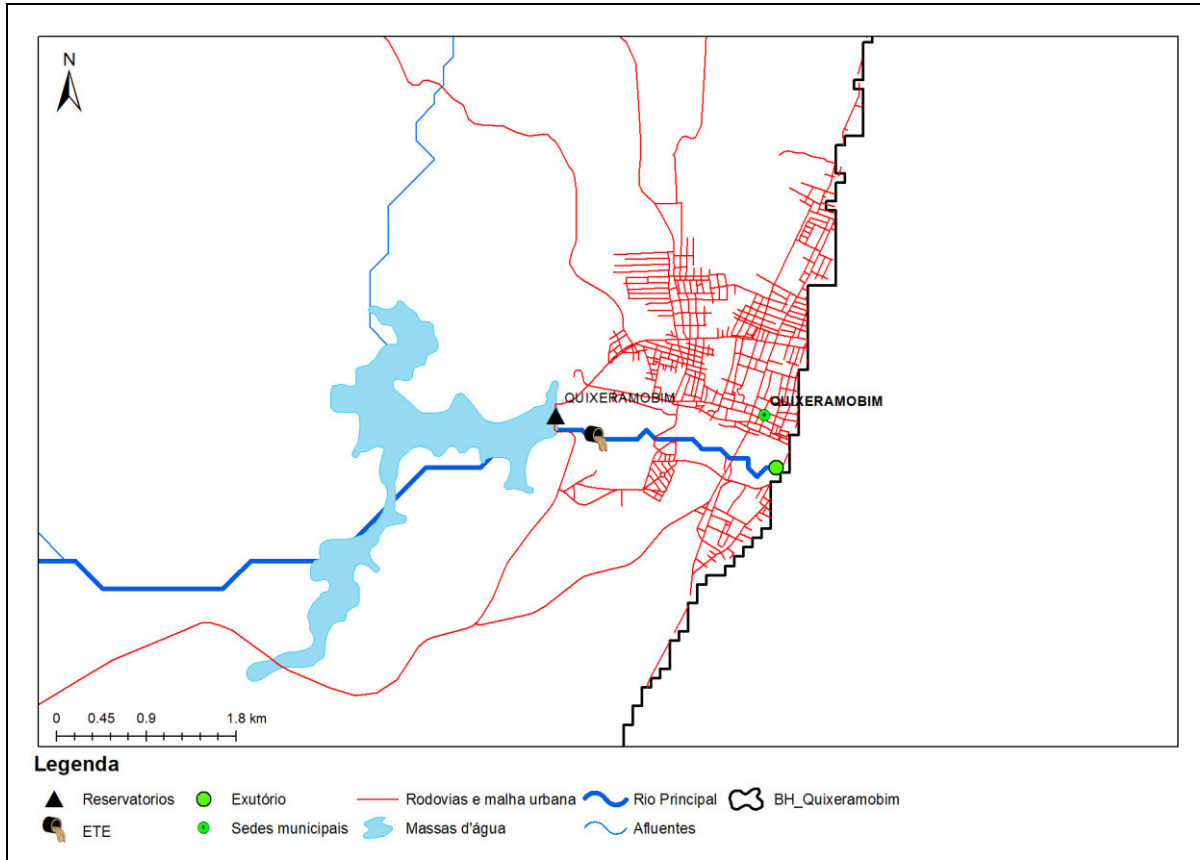 N
QUIXERAMOBIM
QUIXERAMOBIM
0 0.45 0.9 1.8 km
Legenda
Reservatorios Exutório Rodovias e malha urbana Rio Principal BH_Quixeramobim
ETE Sedes municipais Massas d'água Afluentes